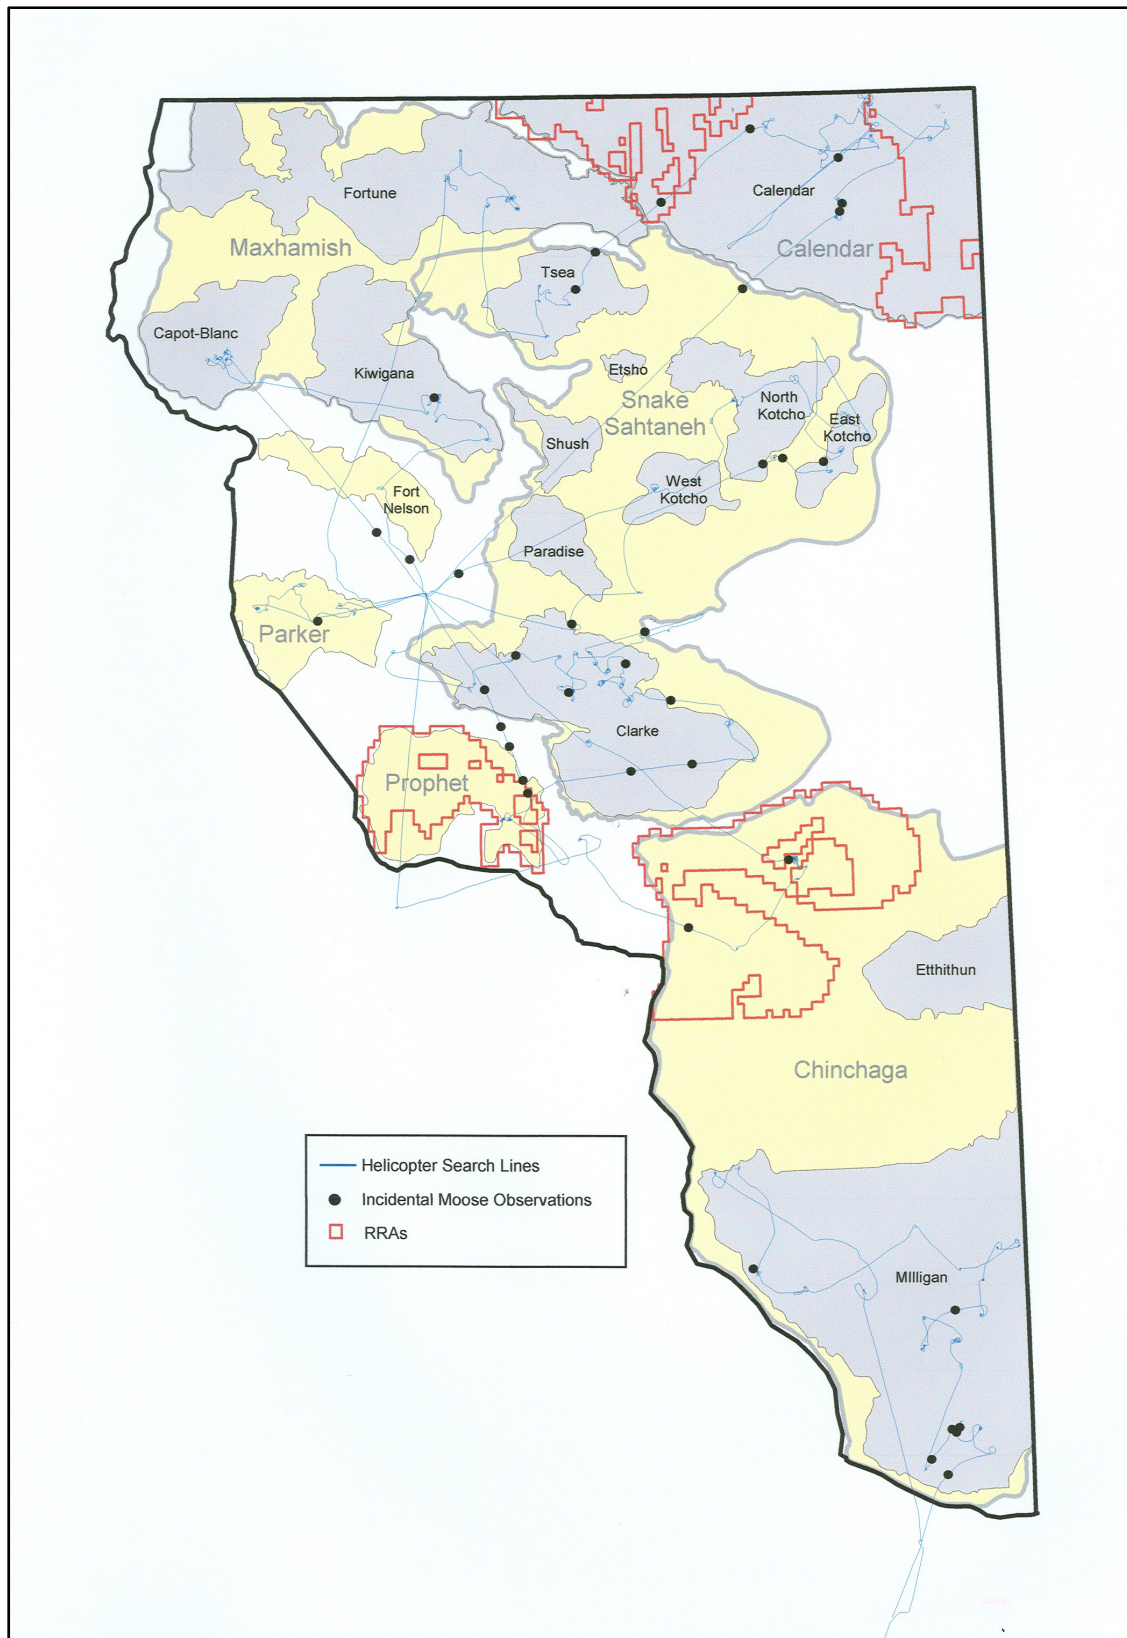 Fortune
Calendar
Maxhamish
Calendar
Tsea
Capot-Blanc
Kiwigana
Etsho
Snake
Sahtaneh
North
Kotcho
East
Kotcho
Shush
West
Kotcho
Fort
Nelson
Paradise
Parker
Clarke
Prophet
Etthithun
Chinchaga
Helicopter Search Lines
Incidental Moose Observations
RRAs
MIlligan